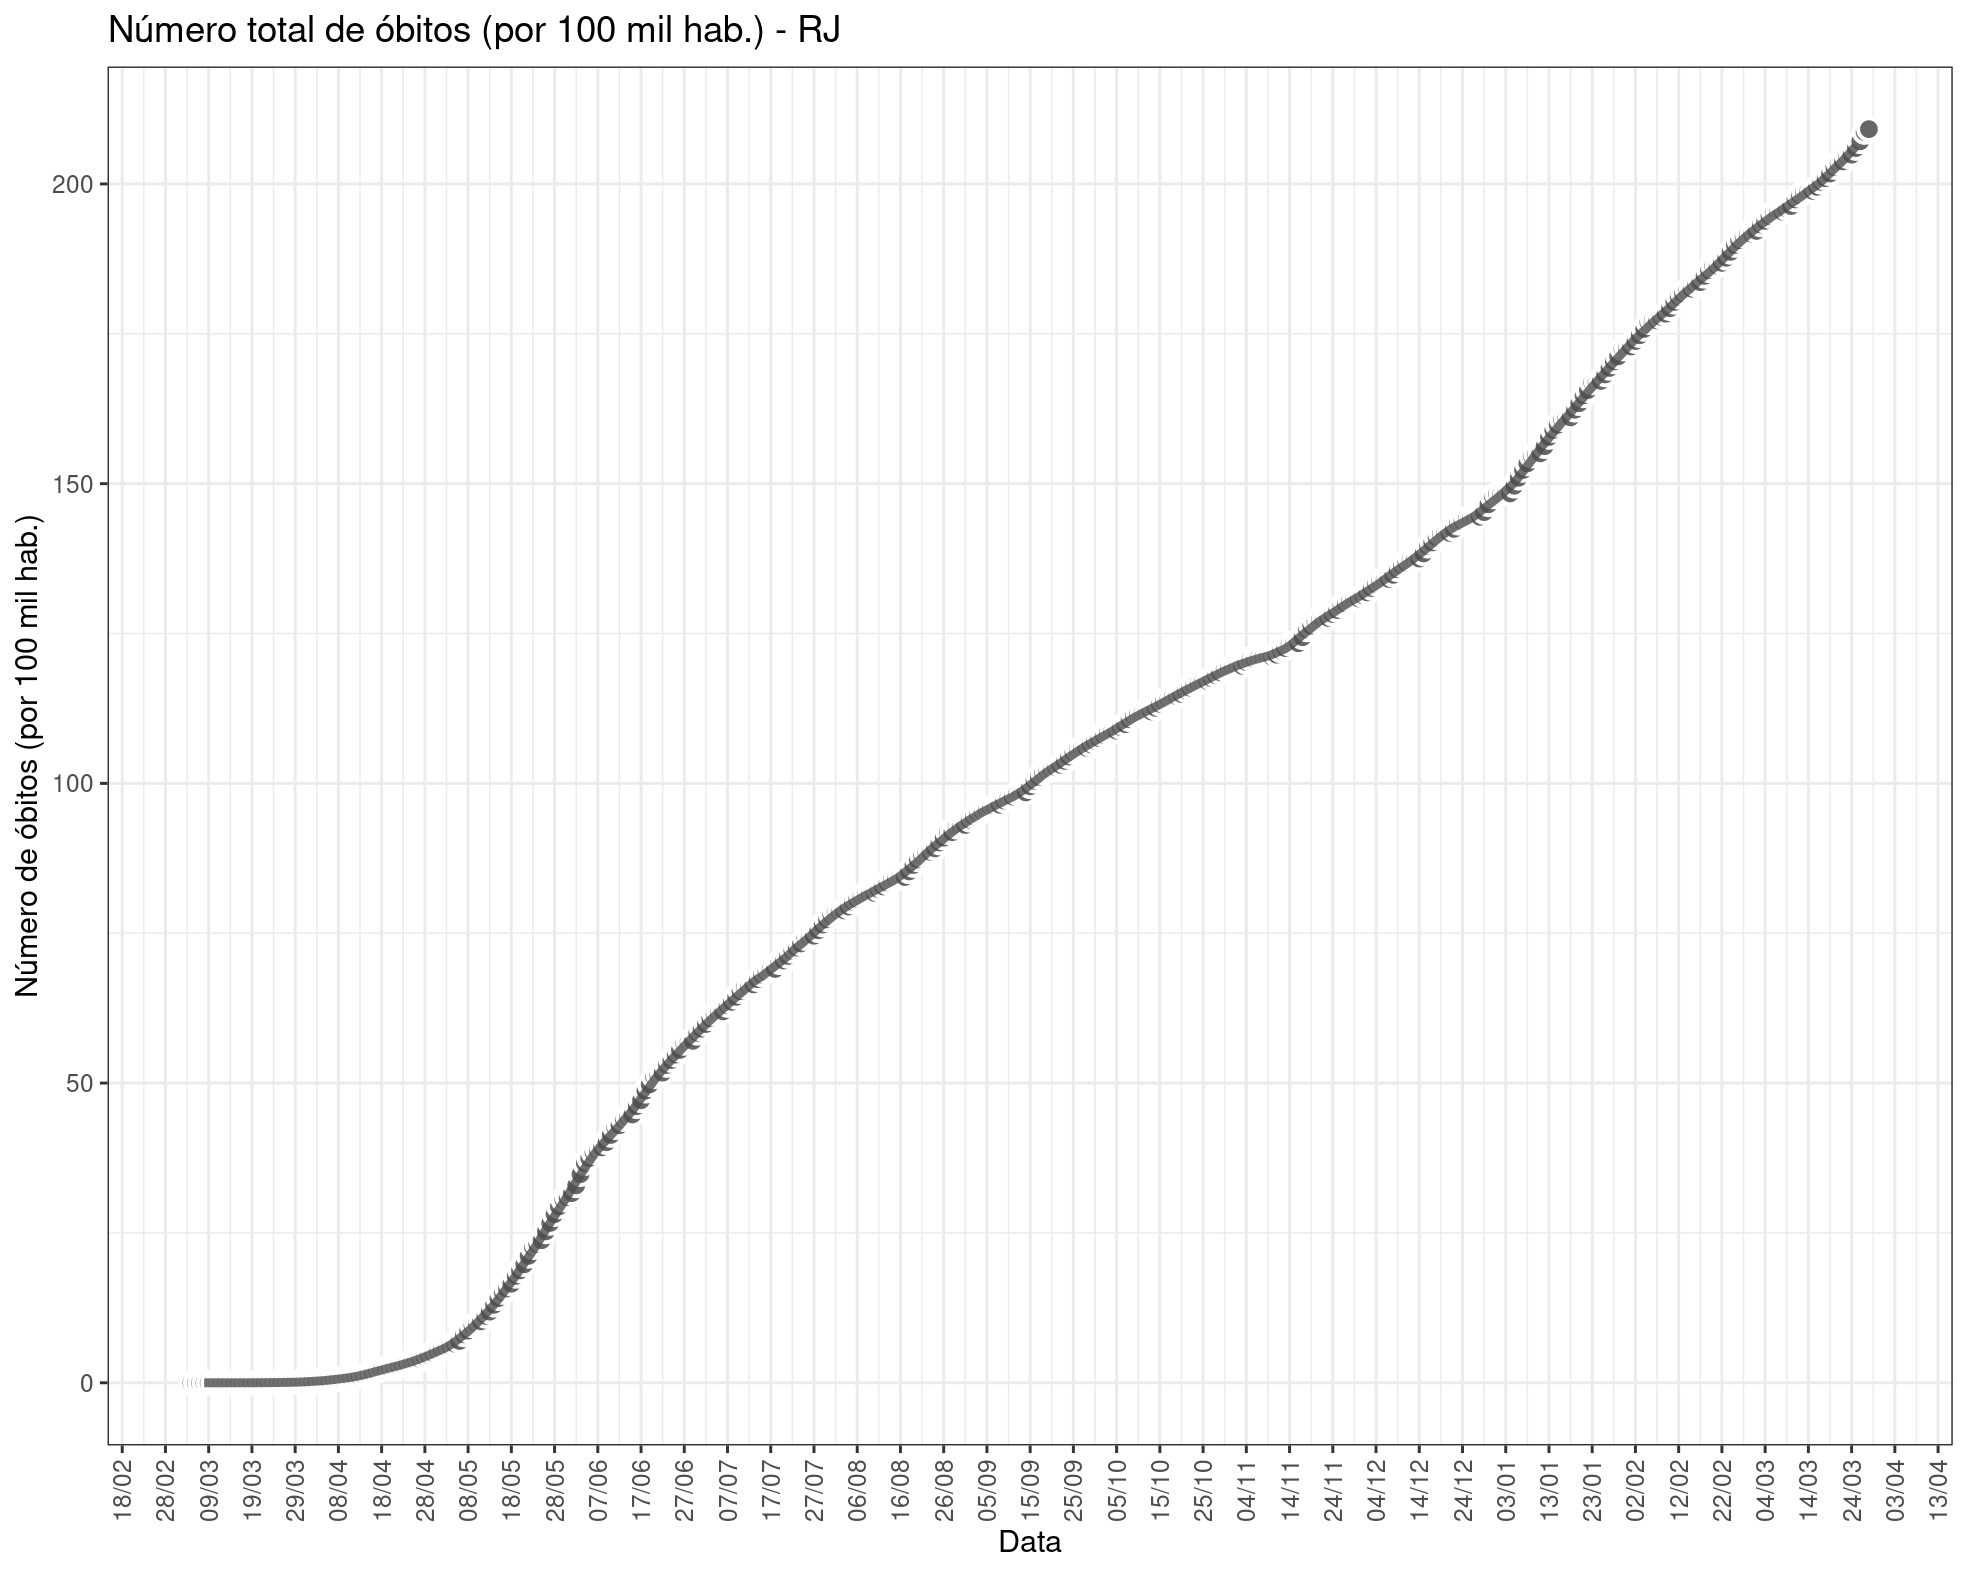 Número total de óbitos (por 100 mil hab.) - RJ
Número de óbitos (por 100 mil hab.)
200
150
100
50
0
18/02 28/02 09/03 19/03 29/03 08/04 18/04 28/04 08/05 18/05 28/05 07/06 17/06 27/06 07/07 17/07 27/07 06/08 16/08 26/08 05/09 15/09 25/09 05/10 15/10 25/10 04/11 14/11 24/11 04/12 14/12 24/12 03/01 13/01 23/01 02/02 12/02 22/02 04/03 14/03 24/03 03/04 13/04
Data